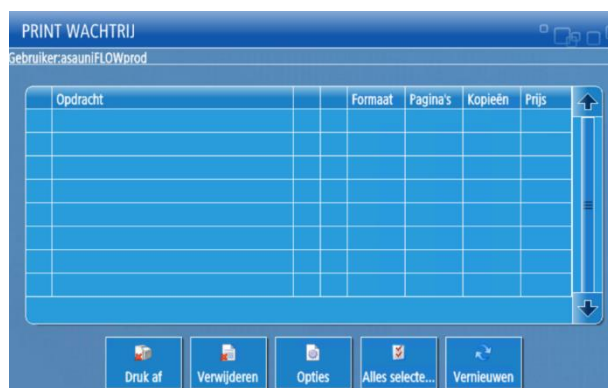 PRINT WACHTRIJ
Gebruiker:asauniFLOWprod
Opdracht Formaat Pagina's Kopieën Prijs
Druk af Verwijderen Opties Alles selecte... Vernieuwen